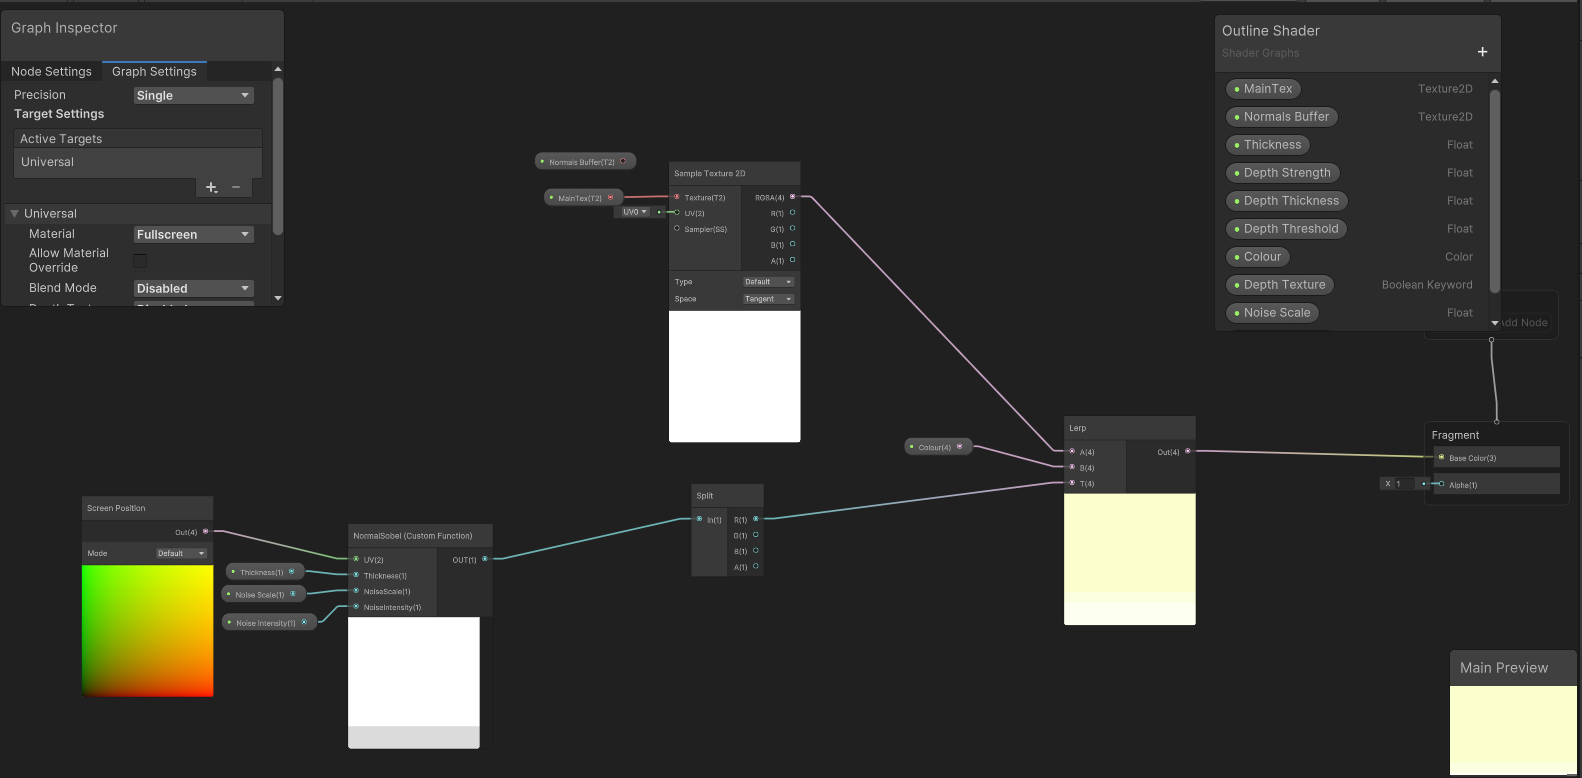 Graph Inspector
Node Settings
Graph Settings
Precision
Single
Target Settings
Active Targets
Universal
+
−
Universal
Material
Fullscreen
Allow Material
Override
Blend Mode
Disabled
Normals Buffer(T2)
MainTex(T2)
UV0
Sample Texture 2D
Texture(T2)
RGBA(4)
UV(2)
R(1)
Sampler(SS)
G(1)
B(1)
A(1)
Type
Default
Space
Tangent
Outline Shader
Shader Graphs
+
MainTex
Texture2D
Normals Buffer
Texture2D
Thickness
Float
Depth Strength
Float
Depth Thickness
Float
Depth Threshold
Float
Colour
Color
Depth Texture
Boolean Keyword
Noise Scale
Float
Add Node
Colour(4)
Lerp
A(4)
Out(4)
B(4)
T(4)
Fragment
Base Color(3)
X 1
Alpha(1)
Split
In(1)
R(1)
G(1)
B(1)
A(1)
Screen Position
Out(4)
Mode
Default
Thickness(1)
Noise Scale(1)
Noise Intensity(1)
NormalSobel (Custom Function)
UV(2)
OUT(1)
Thickness(1)
NoiseScale(1)
NoiseIntensity(1)
Main Preview